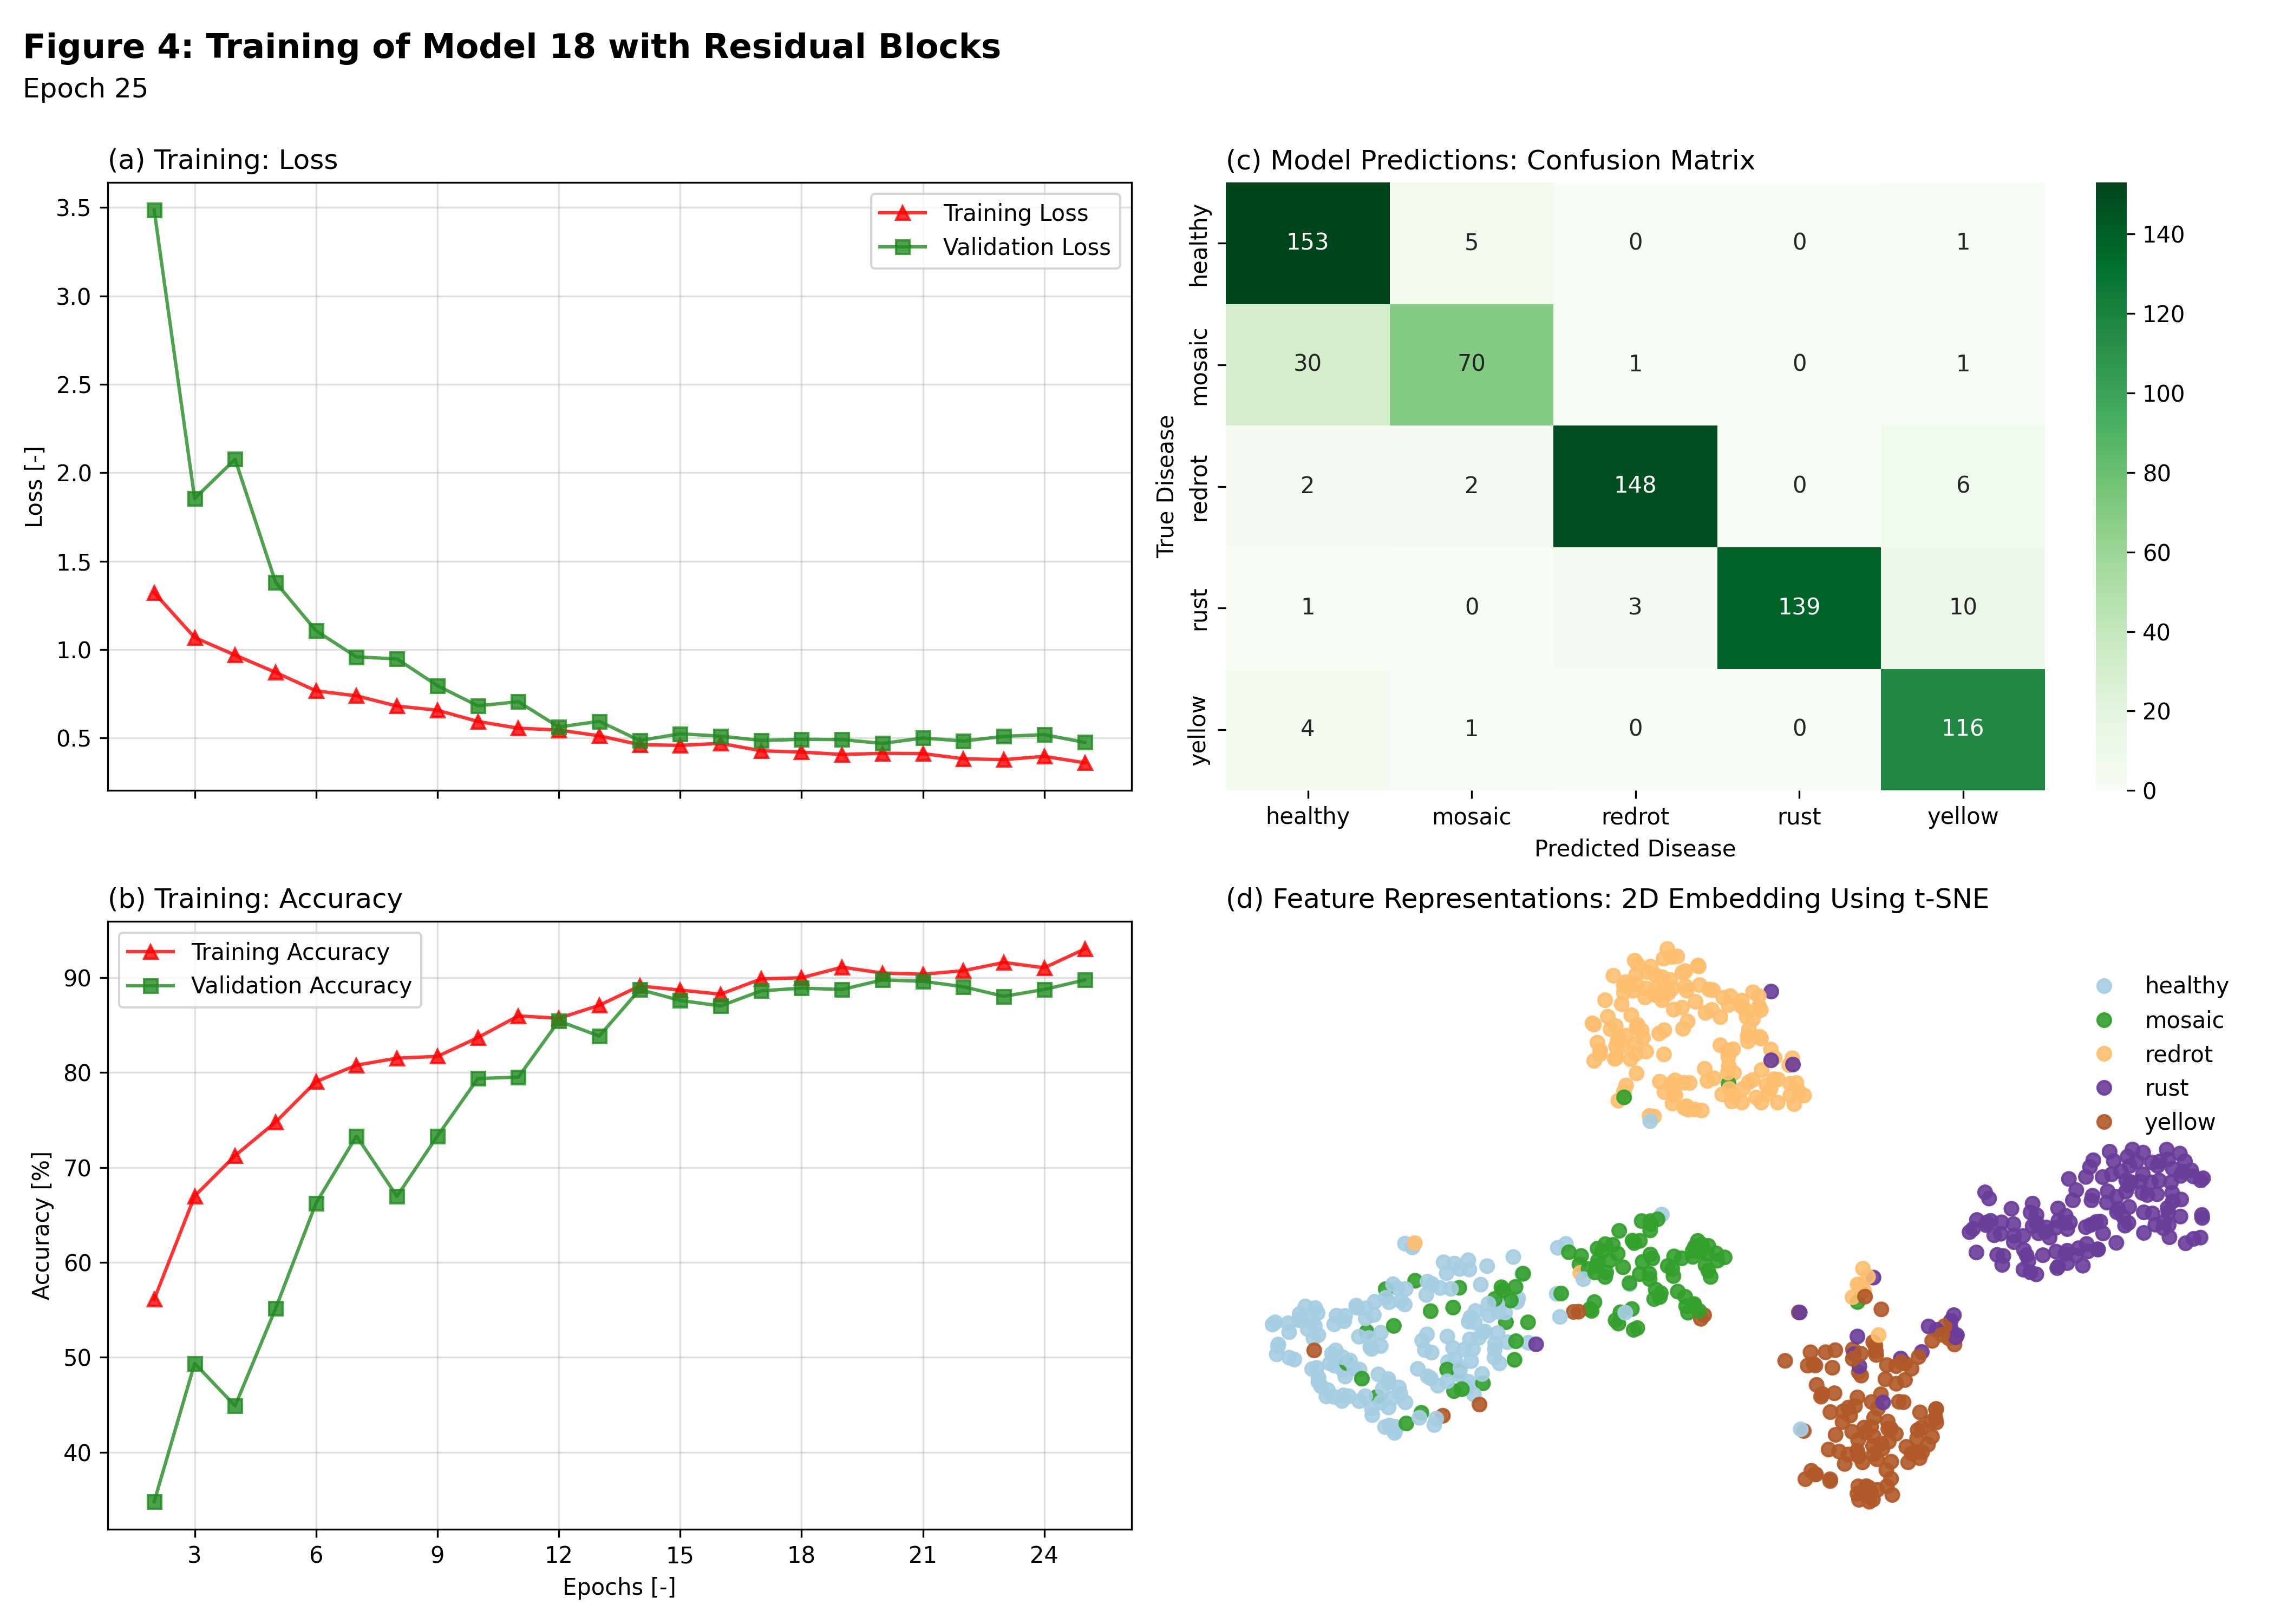 Figure 4: Training of Model 18 with Residual Blocks
Epoch 25
(a) Training: Loss
Training Loss
Validation Loss
3.5
3.0
2.5
2.0
1.5
1.0
0.5
Loss [-]
(b) Training: Accuracy
Training Accuracy
Validation Accuracy
90
80
70
60
50
40
Accuracy [%]
3 6 9 12 15 18 21 24
Epochs [-]
(c) Model Predictions: Confusion Matrix
True Disease
healthy 153 5 0 0 1
mosaic 30 70 1 0 1
redrot 2 2 148 0 6
rust 1 0 3 139 10
yellow 4 1 0 0 116
healthy mosaic redrot rust yellow
Predicted Disease
140
120
100
80
60
40
20
0
(d) Feature Representations: 2D Embedding Using t-SNE
healthy
mosaic
redrot
rust
yellow